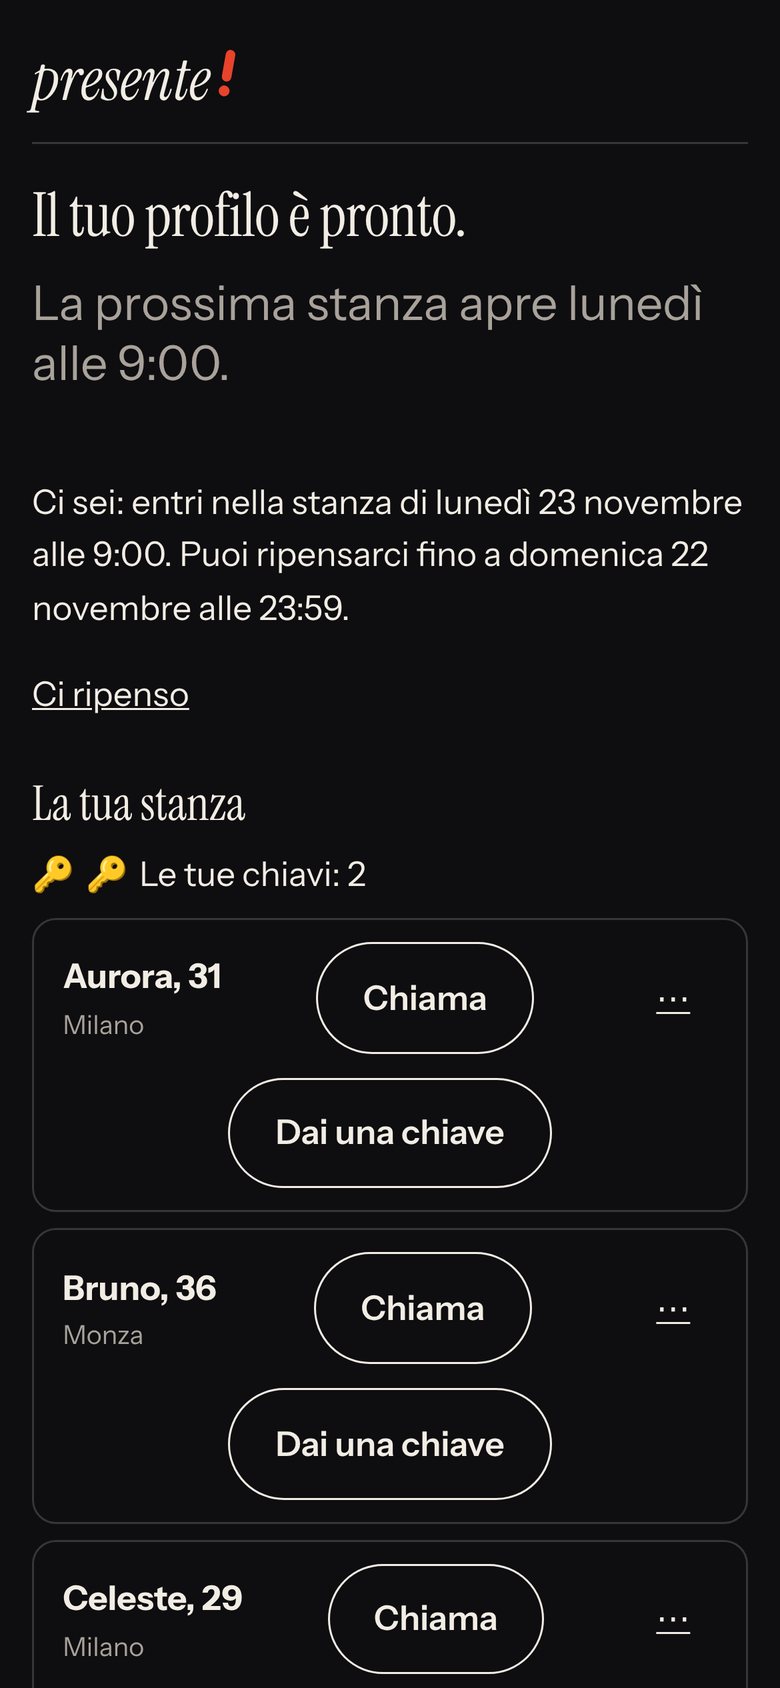 presente!
Il tuo profilo è pronto.
La prossima stanza apre lunedì
alle 9:00.
Ci sei: entri nella stanza di lunedì 23 novembre
alle 9:00. Puoi ripensarci fino a domenica 22
novembre alle 23:59.
Ci ripenso
La tua stanza
🔑 🔑 Le tue chiavi: 2
Aurora, 31
Milano
Chiama
...
Dai una chiave
Bruno, 36
Monza
Chiama
...
Dai una chiave
Celeste, 29
Milano
Chiama
...